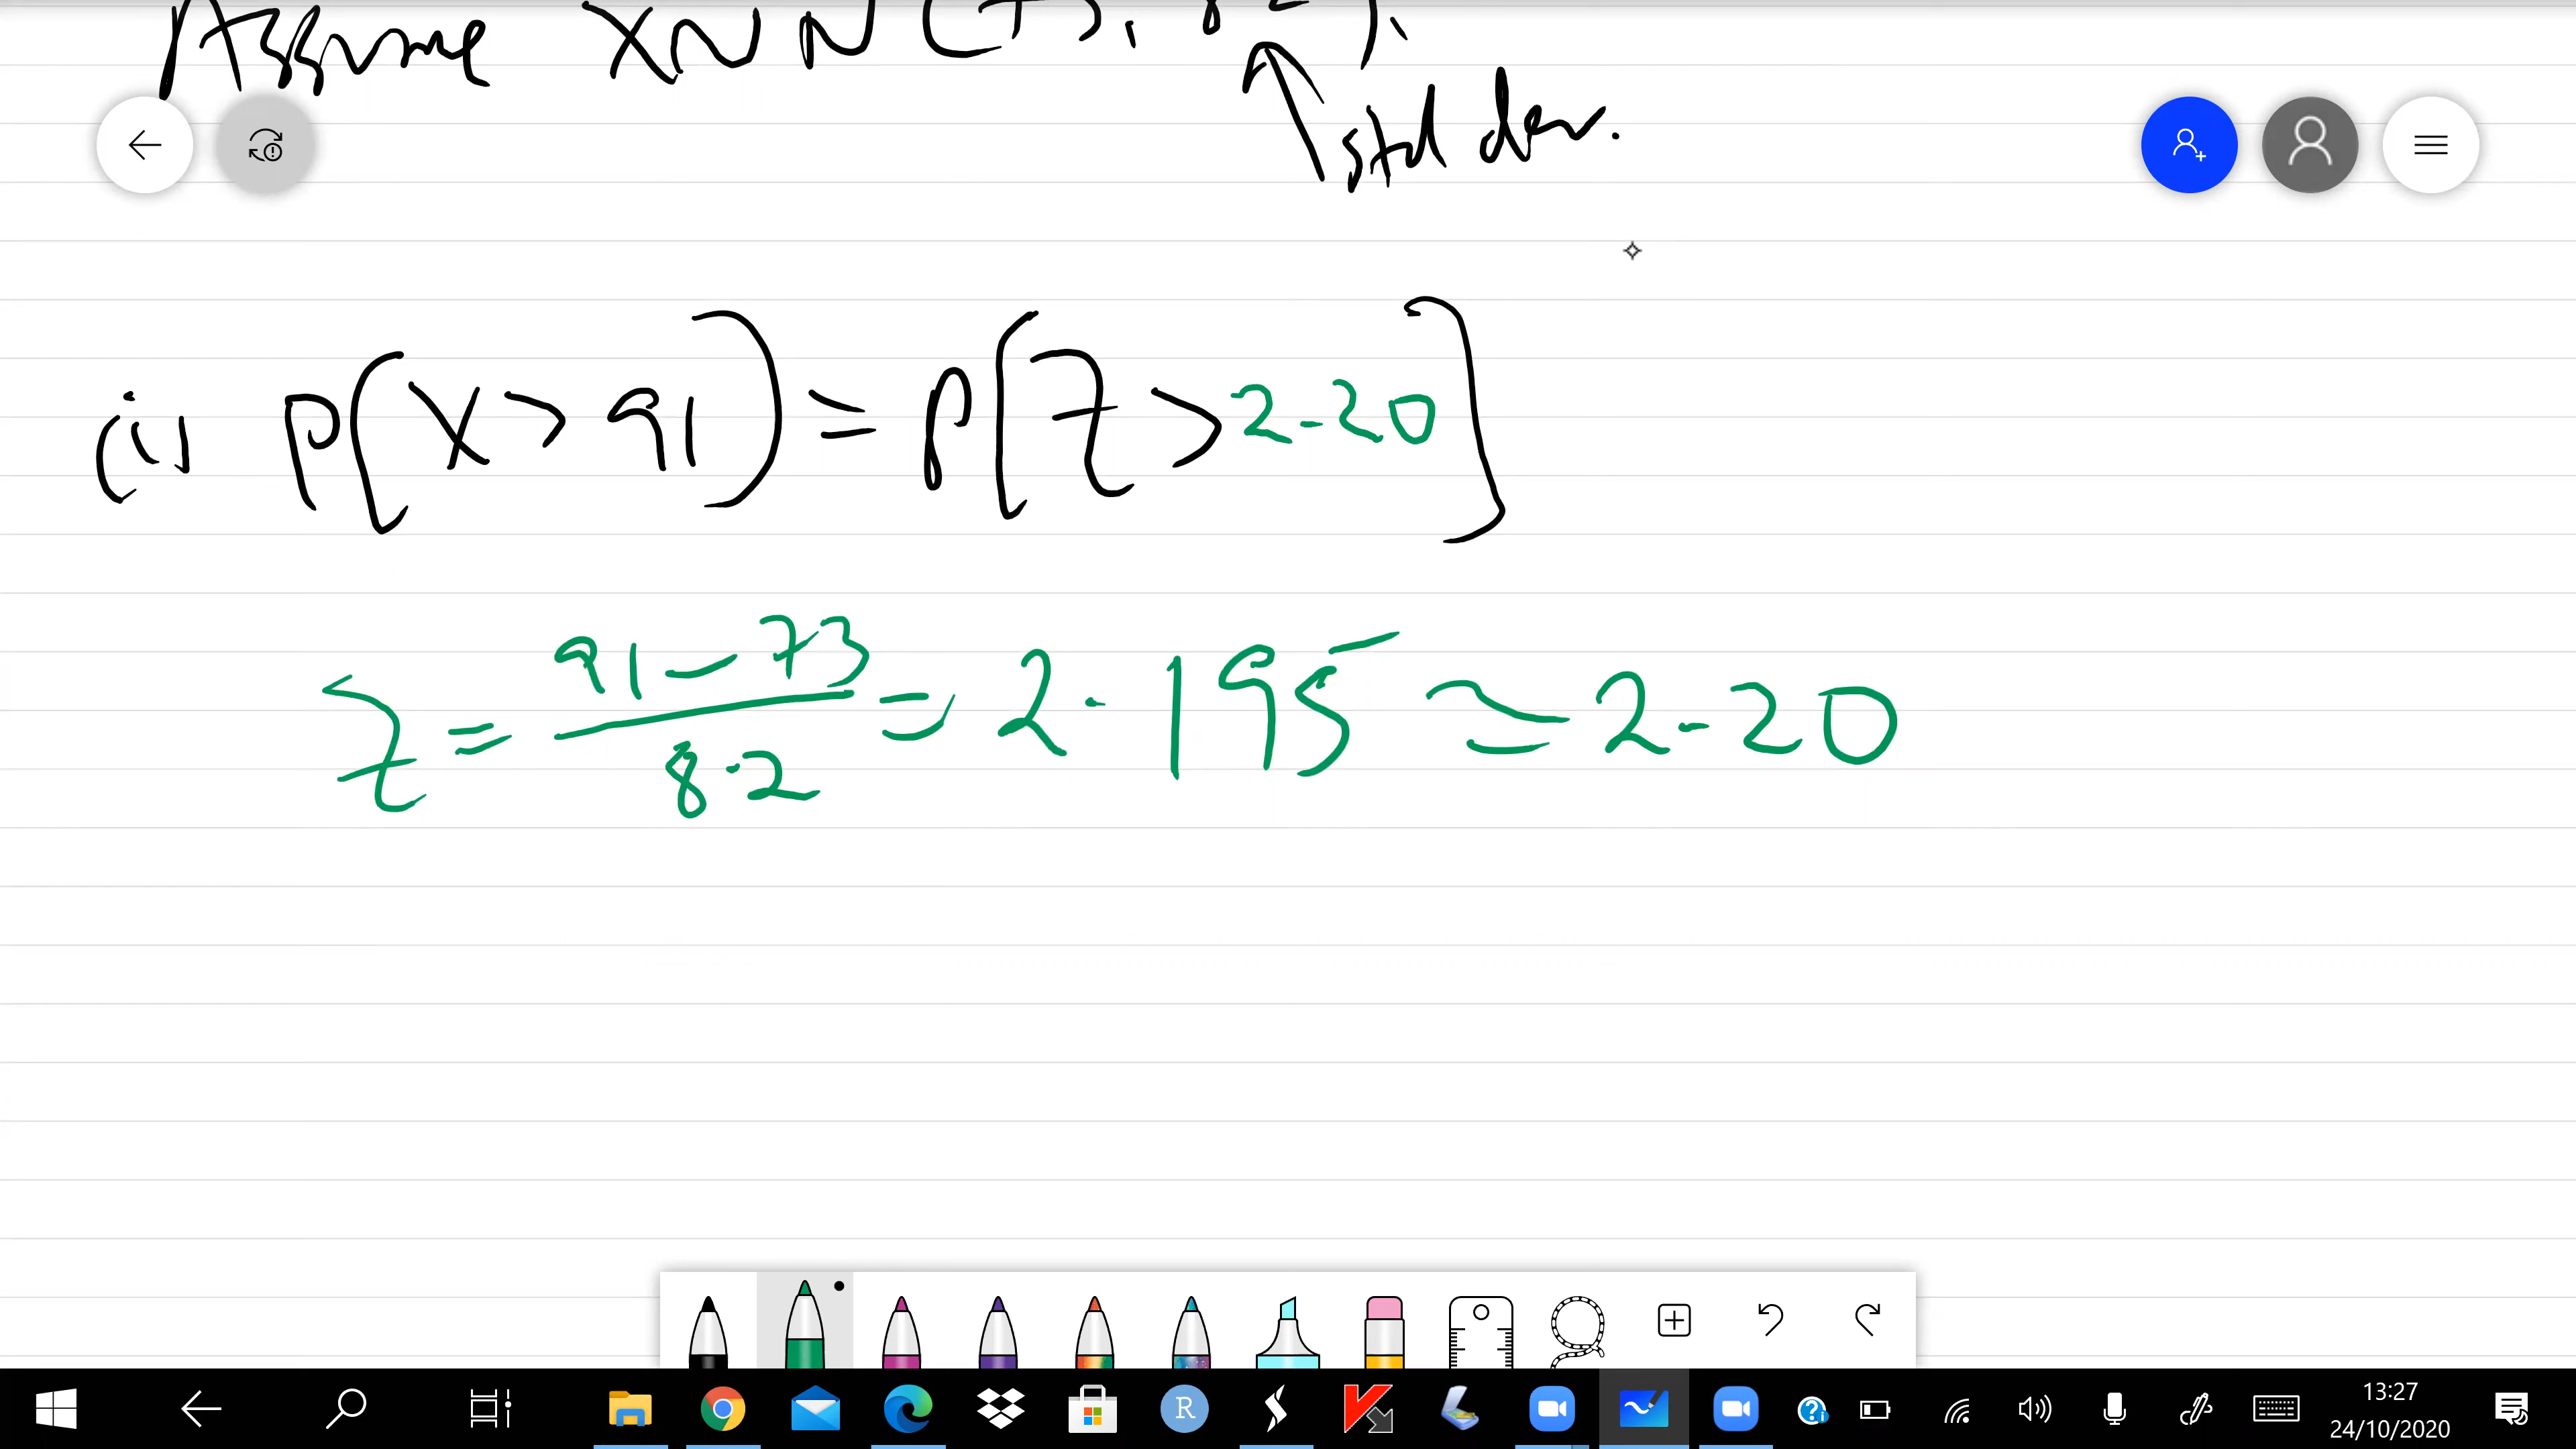 Assume X~N(73, 8.2).
std dev.
(i) P(X>91) = P[Z>2.20]
Z = (91-73)/8.2 = 2.195 ≃ 2.20
R
13:27
24/10/2020